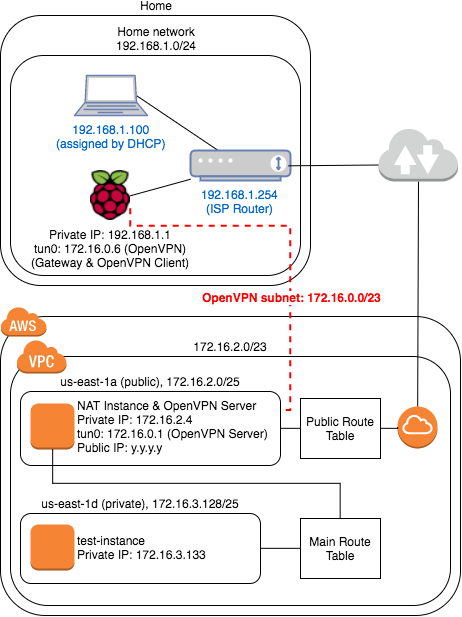 Home
Home network
192.168.1.0/24
192.168.1.100
(assigned by DHCP)
192.168.1.254
(ISP Router)
Private IP: 192.168.1.1
tun0: 172.16.0.6 (OpenVPN)
(Gateway & OpenVPN Client)
OpenVPN subnet: 172.16.0.0/23
AWS
VPC
172.16.2.0/23
us-east-1a (public), 172.16.2.0/25
NAT Instance & OpenVPN Server
Private IP: 172.16.2.4
tun0: 172.16.0.1 (OpenVPN Server)
Public IP: y.y.y.y
Public Route
Table
us-east-1d (private), 172.16.3.128/25
test-instance
Private IP: 172.16.3.133
Main Route
Table